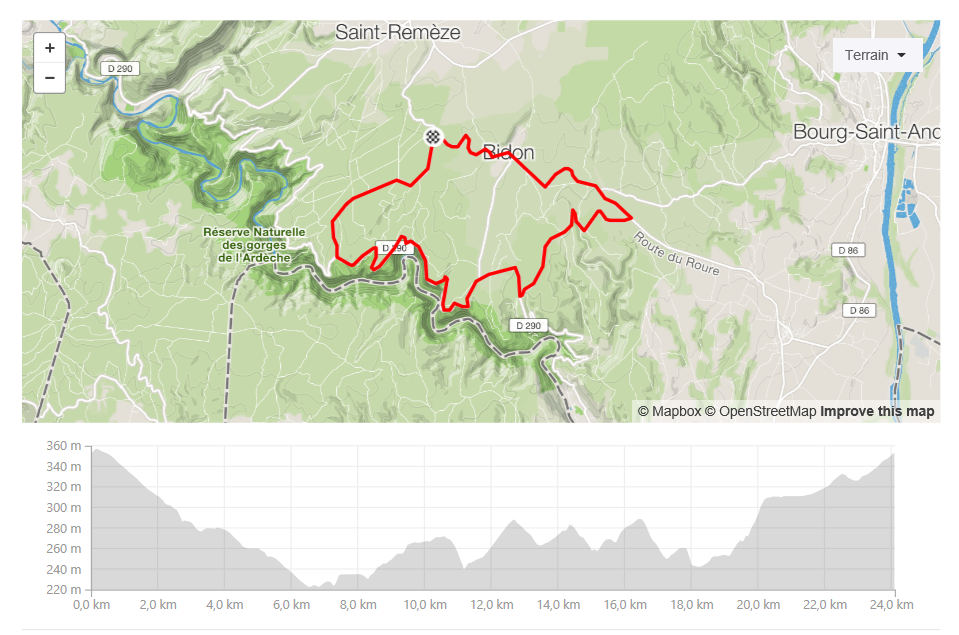 Saint-Remèze
+
−
D 290
Terrain
Bourg-Saint-And
Bidon
Réserve Naturelle
des gorges
de l'Ardèche
D 290
Route du Roure
D 86
D 86
D 290
© Mapbox © OpenStreetMap Improve this map
360 m
340 m
320 m
300 m
280 m
260 m
240 m
220 m
0,0 km 2,0 km 4,0 km 6,0 km 8,0 km 10,0 km 12,0 km 14,0 km 16,0 km 18,0 km 20,0 km 22,0 km 24,0 km